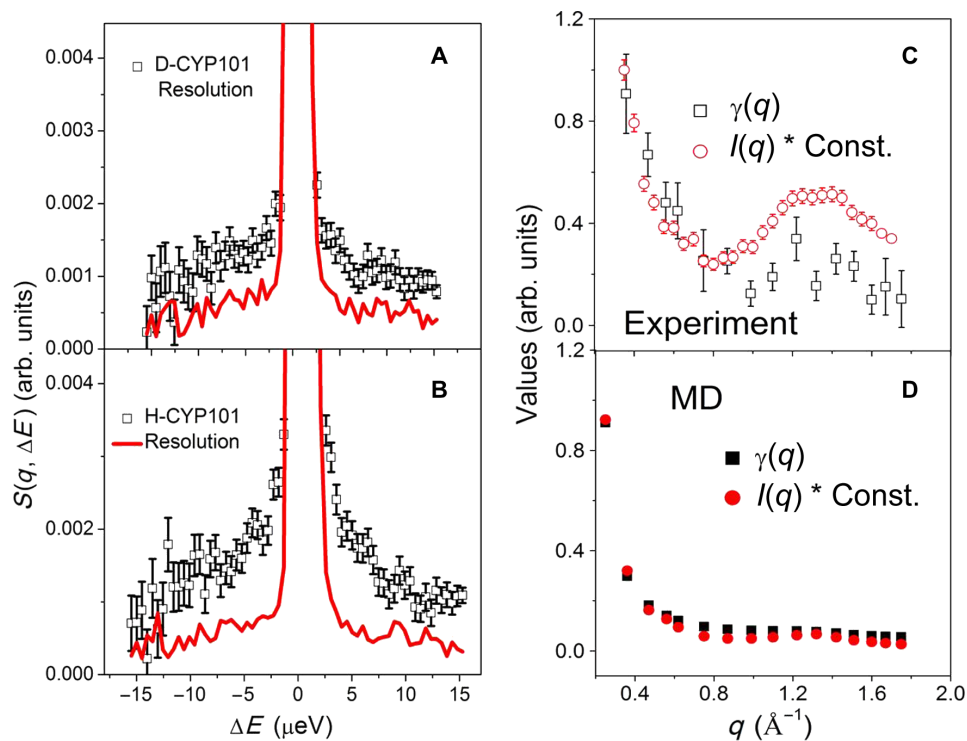 A
D-CYP101
Resolution
0.004
0.003
0.002
0.001
0.000
B
H-CYP101
Resolution
0.004
0.002
0.000
−15 −10 −5 0 5 10 15
ΔE (μeV)
S(q, ΔE) (arb. units)
C
γ(q)
I(q) * Const.
Experiment
1.2
0.8
0.4
0.0
D
MD
γ(q)
I(q) * Const.
1.2
0.8
0.4
0.0
0.4 0.8 1.2 1.6 2.0
q (Å⁻¹)
Values (arb. units)